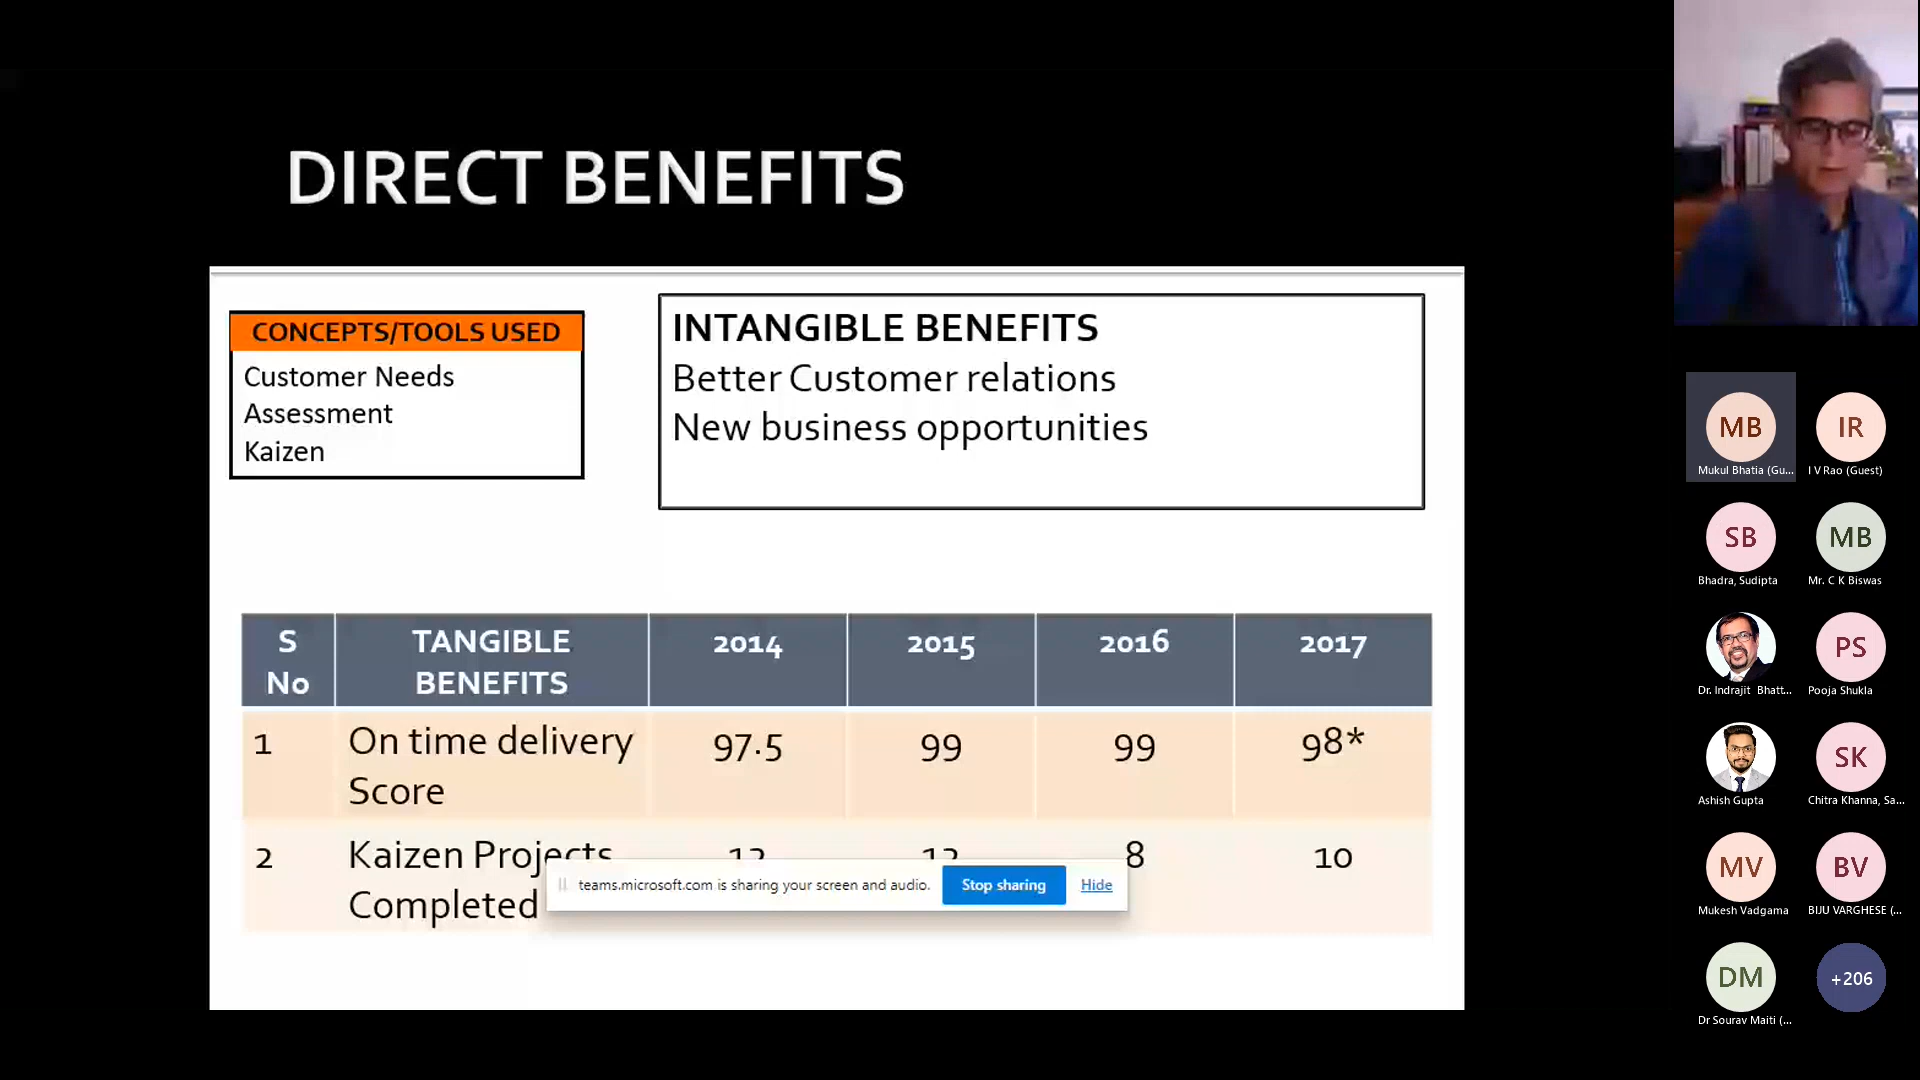 DIRECT BENEFITS
CONCEPTS/TOOLS USED
Customer Needs
Assessment
Kaizen
INTANGIBLE BENEFITS
Better Customer relations
New business opportunities
S No TANGIBLE BENEFITS 2014 2015 2016 2017
1 On time delivery Score 97.5 99 99 98*
2 Kaizen Projects Completed 8 10
teams.microsoft.com is sharing your screen and audio. Stop sharing Hide
MB IR
Mukul Bhatia (Gu... I V Rao (Guest)
SB MB
Bhadra, Sudipta Mr. C K Biswas
PS
Dr. Indrajit Bhatt... Pooja Shukla
SK
Ashish Gupta Chitra Khanna, Sa...
MV BV
Mukesh Vadgama BIJU VARGHESE (...
DM +206
Dr Sourav Maiti (...